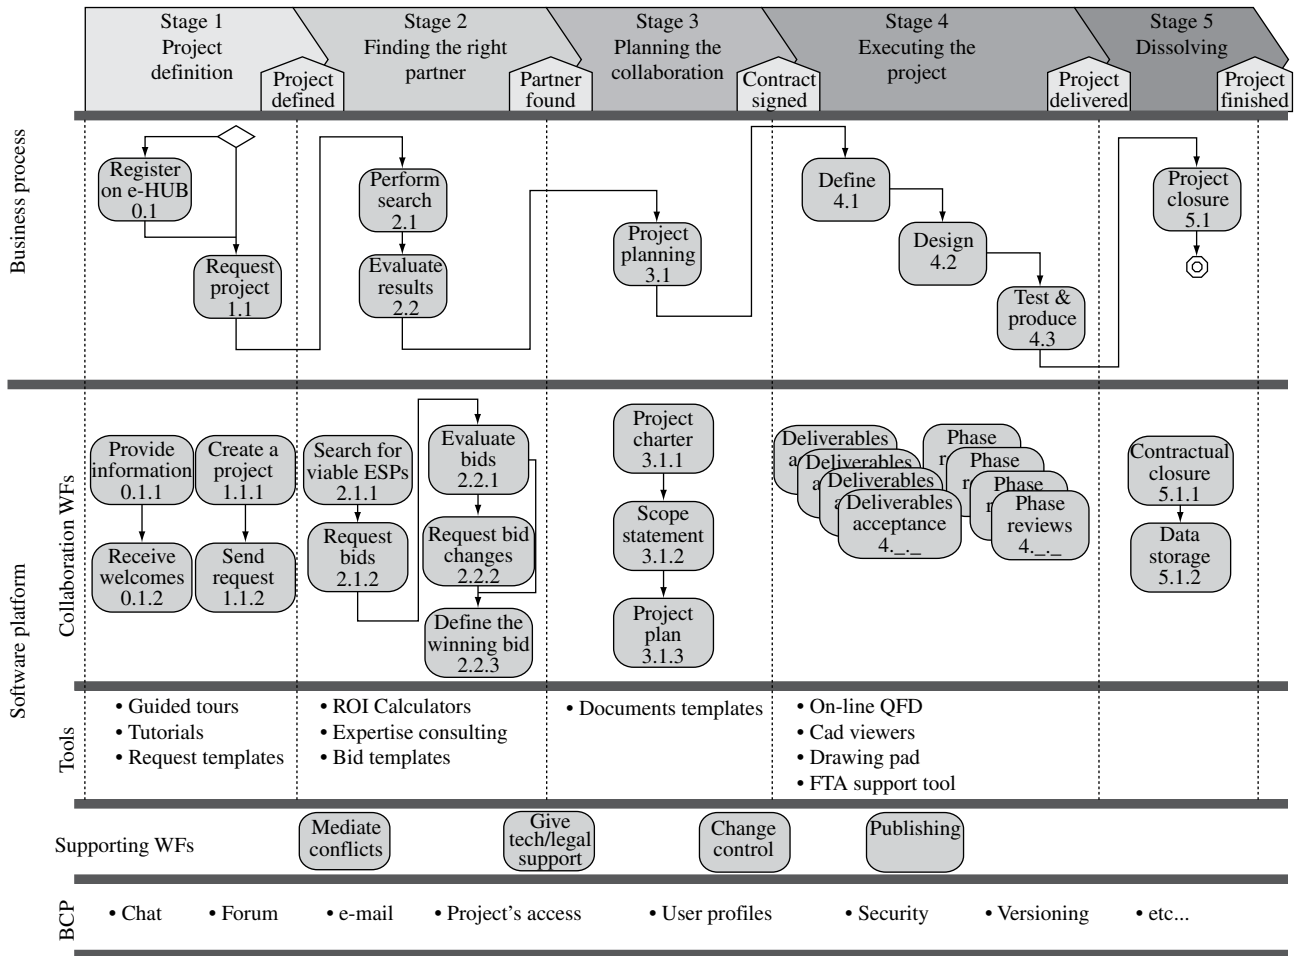 Stage 1
Project
definition
Project
defined
Stage 2
Finding the right
partner
Partner
found
Stage 3
Planning the
collaboration
Contract
signed
Stage 4
Executing the
project
Project
delivered
Stage 5
Dissolving
Project
finished
Business process
Register
on e-HUB
0.1
Request
project
1.1
Perform
search
2.1
Evaluate
results
2.2
Project
planning
3.1
Define
4.1
Design
4.2
Test &
produce
4.3
Project
closure
5.1
Software platform
Collaboration WFs
Provide
information
0.1.1
Receive
welcomes
0.1.2
Create a
project
1.1.1
Send
request
1.1.2
Search for
viable ESPs
2.1.1
Request
bids
2.1.2
Evaluate
bids
2.2.1
Request bid
changes
2.2.2
Define the
winning bid
2.2.3
Project
charter
3.1.1
Scope
statement
3.1.2
Project
plan
3.1.3
Deliverables
a
Deliverables
a
Deliverables
a
Deliverables
acceptance
4._._
Phase
r
Phase
re
Phase
r
Phase
reviews
4._._
Contractual
closure
5.1.1
Data
storage
5.1.2
Tools
• Guided tours
• Tutorials
• Request templates
• ROI Calculators
• Expertise consulting
• Bid templates
• Documents templates
• On-line QFD
• Cad viewers
• Drawing pad
• FTA support tool
Supporting WFs
Mediate
conflicts
Give
tech/legal
support
Change
control
Publishing
BCP
• Chat
• Forum
• e-mail
• Project's access
• User profiles
• Security
• Versioning
• etc...